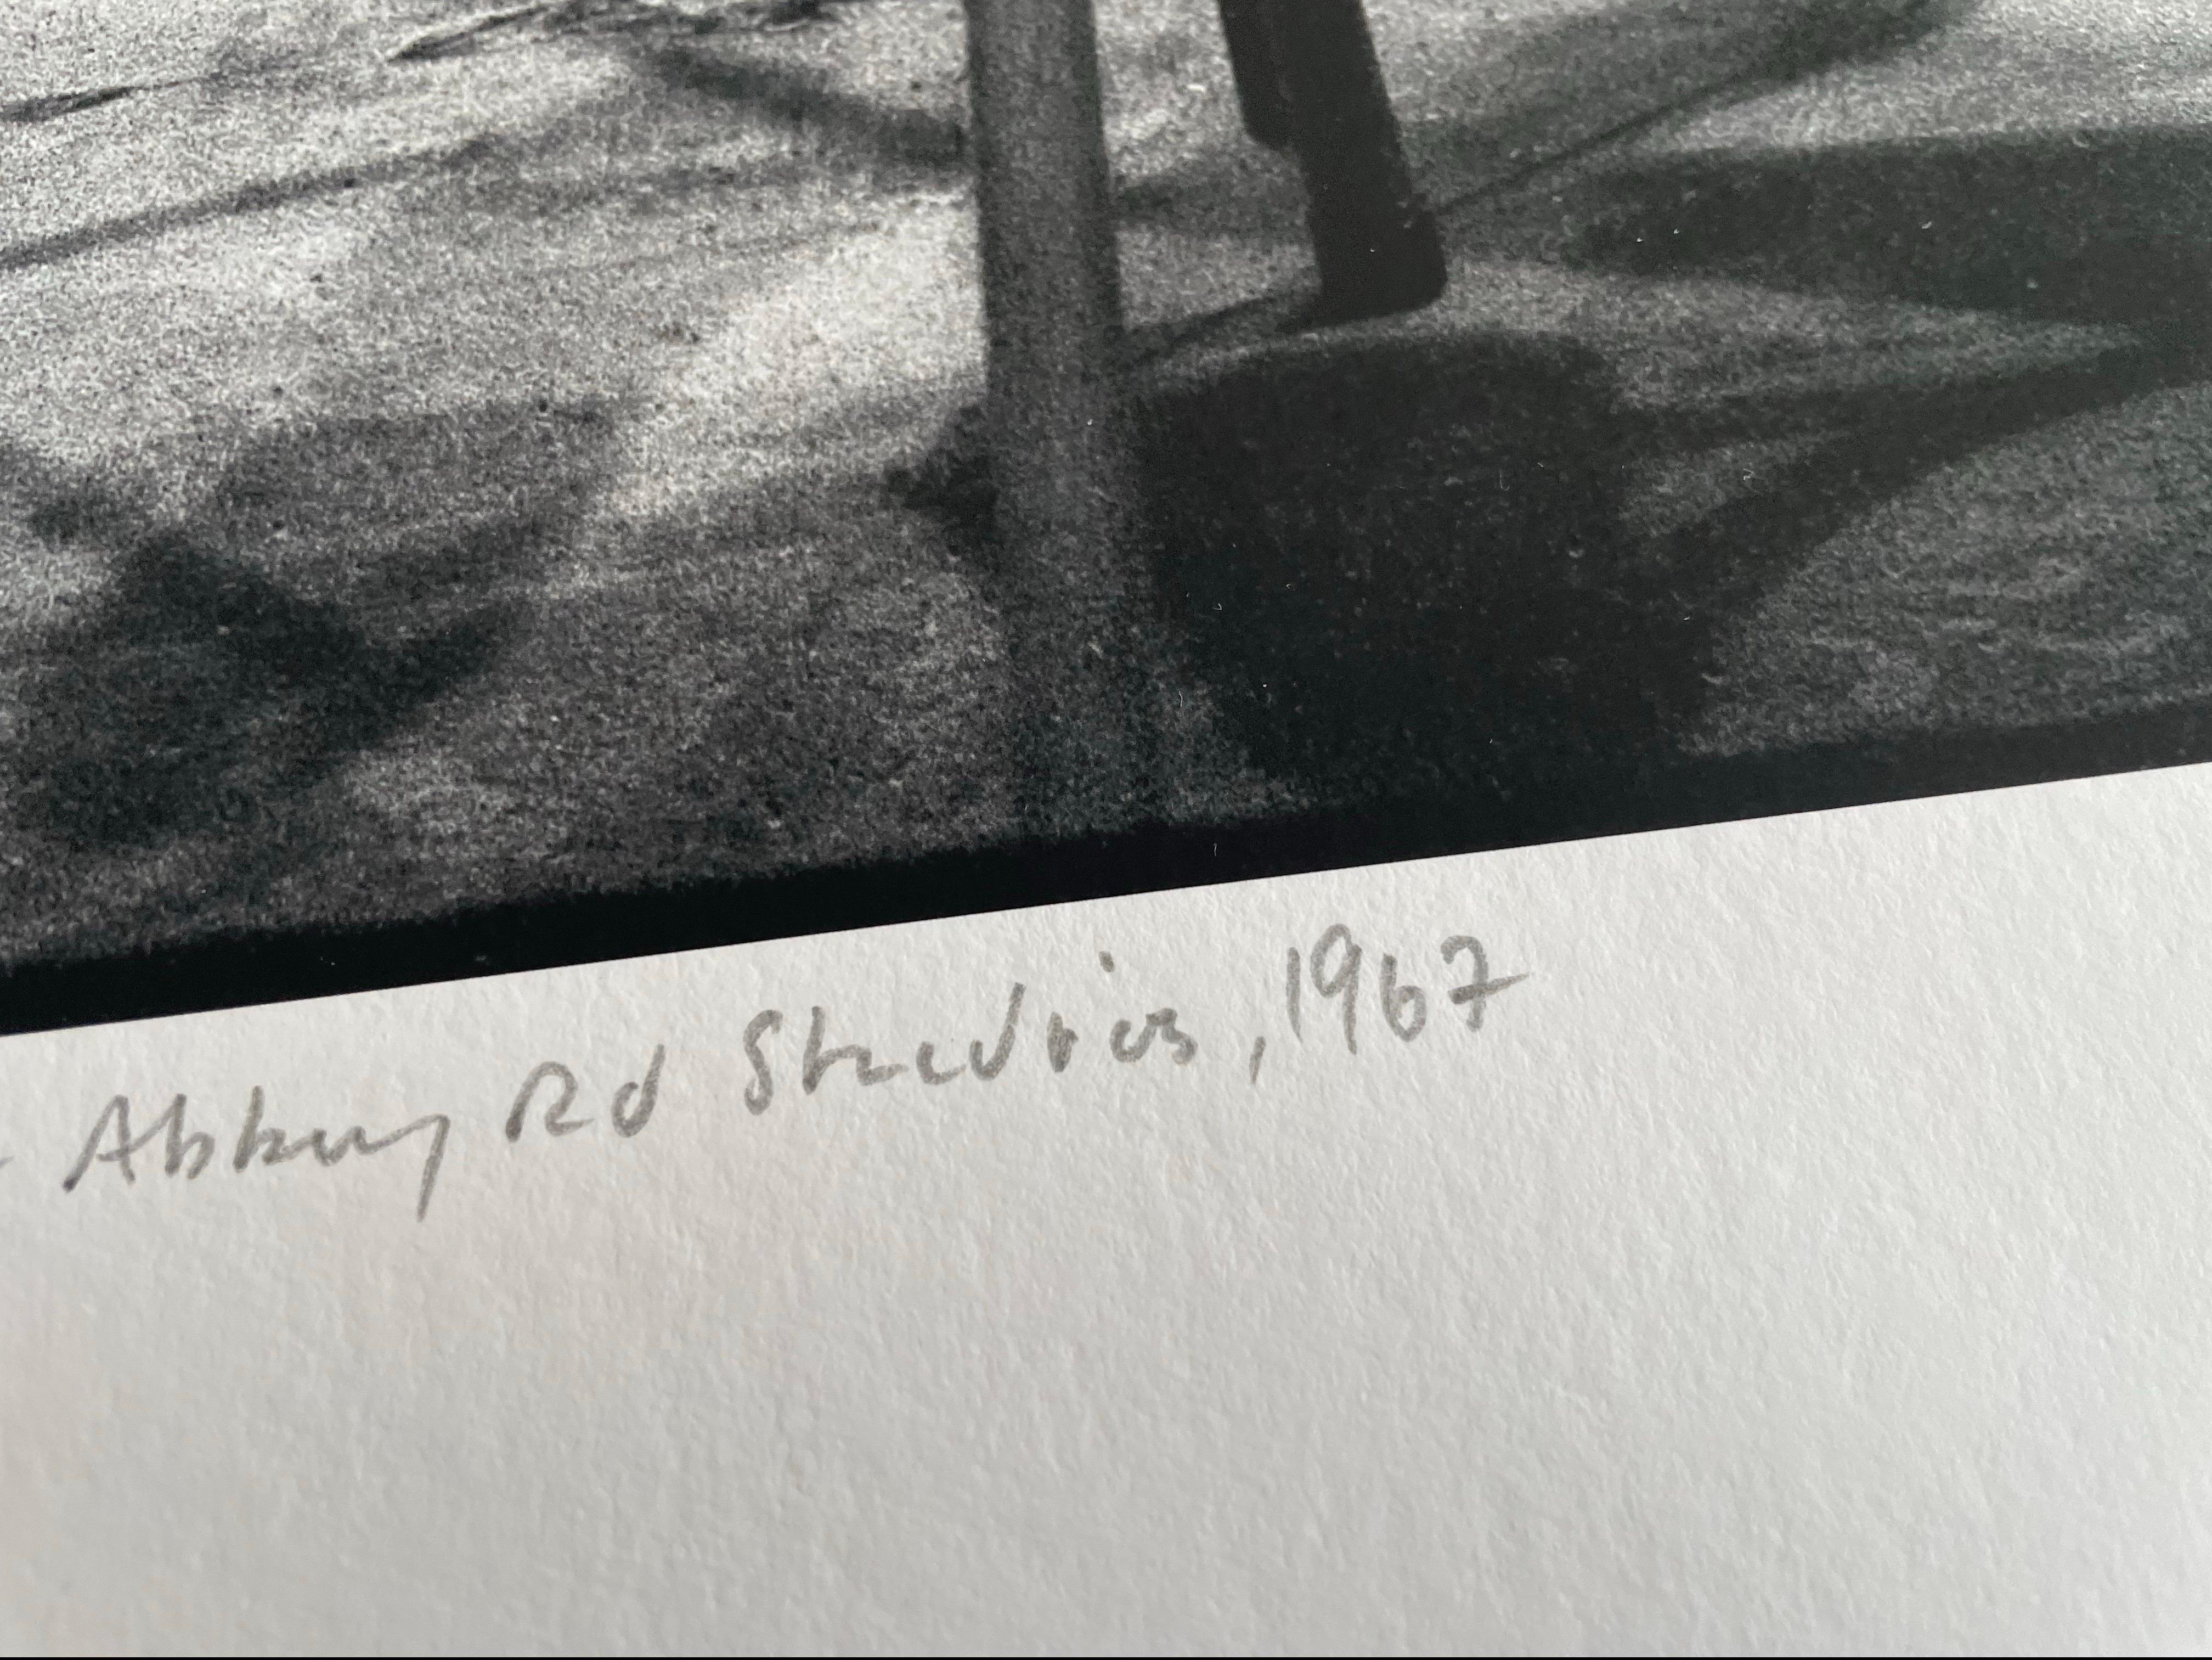 - Abbey Rd Studios, 1967